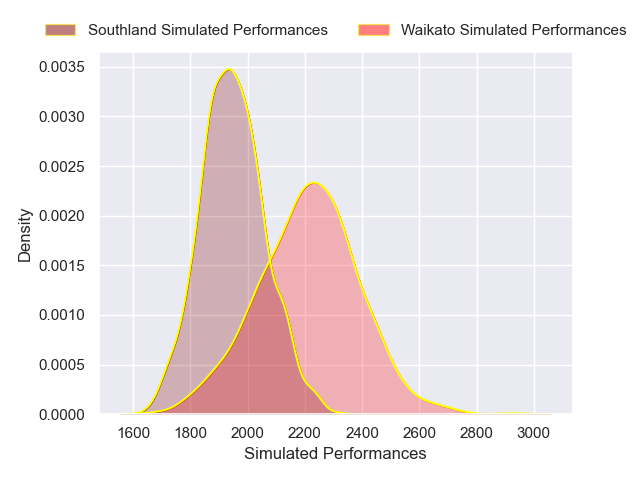 Southland Simulated Performances
Waikato Simulated Performances
0.0035
0.0030
0.0025
0.0020
0.0015
0.0010
0.0005
0.0000
Density
1600 1800 2000 2200 2400 2600 2800 3000
Simulated Performances